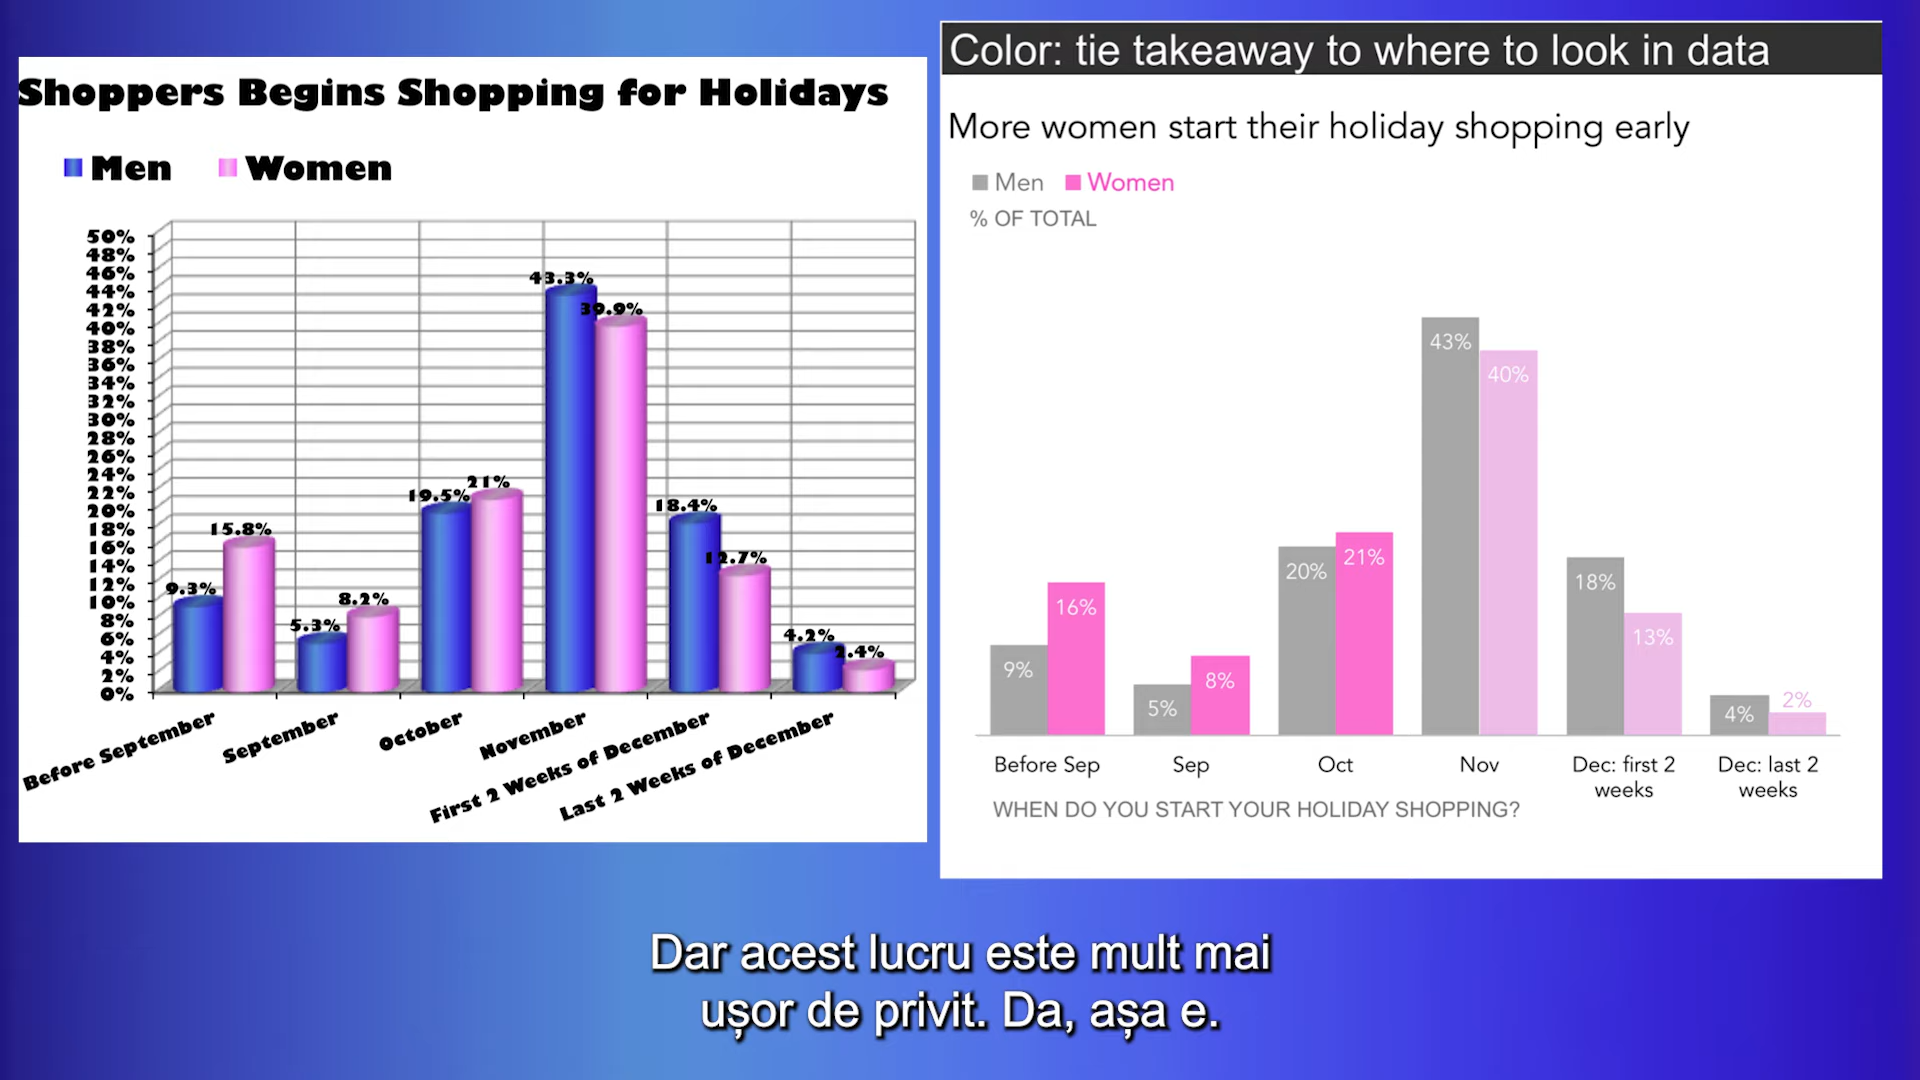 Shoppers Begins Shopping for Holidays
Men Women
50%
48%
46%
44%
42%
40%
38%
36%
34%
32%
30%
28%
26%
24%
22%
20%
18%
16%
14%
12%
10%
8%
6%
4%
2%
0%
9.3% 15.8% 5.3% 8.2% 19.5% 21% 43.3% 39.9% 18.4% 12.7% 4.2% 2.4%
Before September
September
October
November
First 2 Weeks of December
Last 2 Weeks of December
Color: tie takeaway to where to look in data
More women start their holiday shopping early
Men Women
% OF TOTAL
9% 16% 5% 8% 20% 21% 43% 40% 18% 13% 4% 2%
Before Sep Sep Oct Nov Dec: first 2 weeks Dec: last 2 weeks
WHEN DO YOU START YOUR HOLIDAY SHOPPING?
Dar acest lucru este mult mai
ușor de privit. Da, așa e.